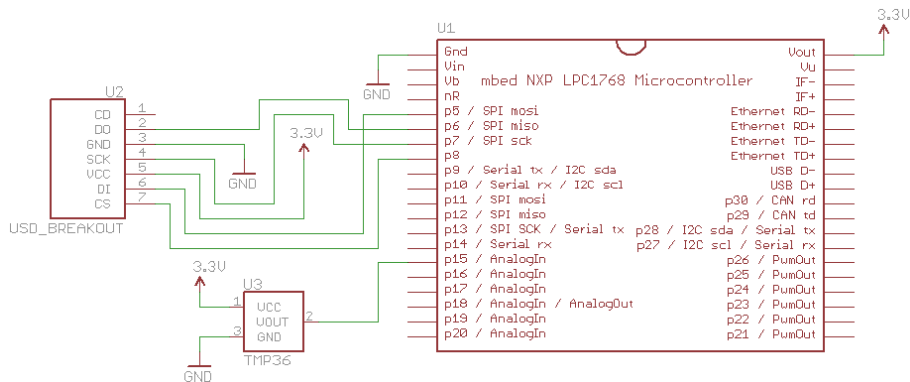 3.3V
U1
Gnd
Vin
Vb
nR
p5 / SPI mosi
p6 / SPI miso
p7 / SPI sck
p8
p9 / Serial tx / I2C sda
p10 / Serial rx / I2C scl
p11 / SPI mosi
p12 / SPI miso
p13 / SPI SCK / Serial tx
p14 / Serial rx
p15 / AnalogIn
p16 / AnalogIn
p17 / AnalogIn
p18 / AnalogIn / AnalogOut
p19 / AnalogIn
p20 / AnalogIn
mbed NXP LPC1768 Microcontroller
Vout
Vu
IF-
IF+
Ethernet RD-
Ethernet RD+
Ethernet TD-
Ethernet TD+
USB D-
USB D+
p30 / CAN rd
p29 / CAN td
p28 / I2C sda / Serial tx
p27 / I2C scl / Serial rx
p26 / PwmOut
p25 / PwmOut
p24 / PwmOut
p23 / PwmOut
p22 / PwmOut
p21 / PwmOut
GND
U2
CD 1
DO 2
GND 3
SCK 4
VCC 5
DI 6
CS 7
USD_BREAKOUT
3.3V
GND
3.3V
U3
1 VCC
VOUT 2
3 GND
TMP36
GND